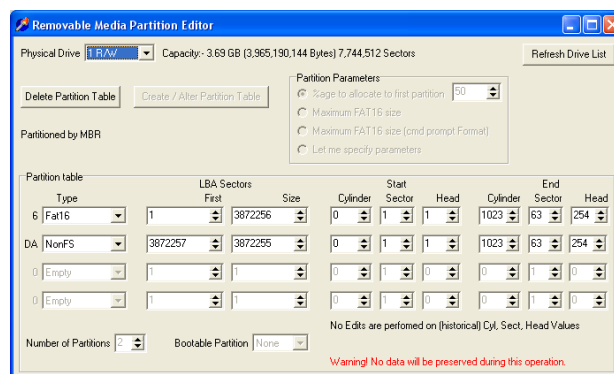 Removable Media Partition Editor
Physical Drive 1 R/W Capacity:- 3.69 GB (3,965,190,144 Bytes) 7,744,512 Sectors Refresh Drive List
Partition Parameters
Delete Partition Table Create / Alter Partition Table %age to allocate to first partition 50
Maximum FAT16 size
Partitioned by MBR Maximum FAT16 size (cmd prompt Format)
Let me specify parameters
Partition table
LBA Sectors Start End
Type First Size Cylinder Sector Head Cylinder Sector Head
6 Fat16 1 3872256 0 1 1 1023 63 254
DA NonFS 3872257 3872255 0 1 1 1023 63 254
0 Empty 1 1 0 1 0 0 1 0
0 Empty 1 1 0 1 0 0 1 0
No Edits are perfomed on (historical) Cyl, Sect, Head Values
Number of Partitions 2 Bootable Partition None
Warning! No data will be preserved during this operation.